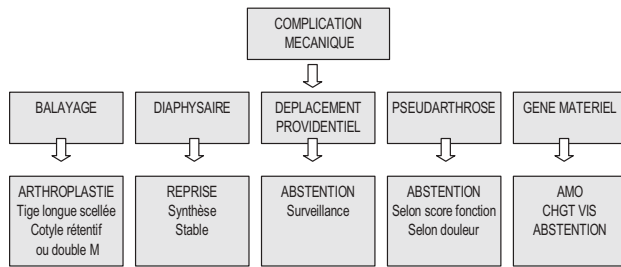 COMPLICATION
MECANIQUE
BALAYAGE
DIAPHYSAIRE
DEPLACEMENT
PROVIDENTIEL
PSEUDARTHROSE
GENE MATERIEL
ARTHROPLASTIE
Tige longue scellée
Cotyle rétentif
ou double M
REPRISE
Synthèse
Stable
ABSTENTION
Surveillance
ABSTENTION
Selon score fonction
Selon douleur
AMO
CHGT VIS
ABSTENTION